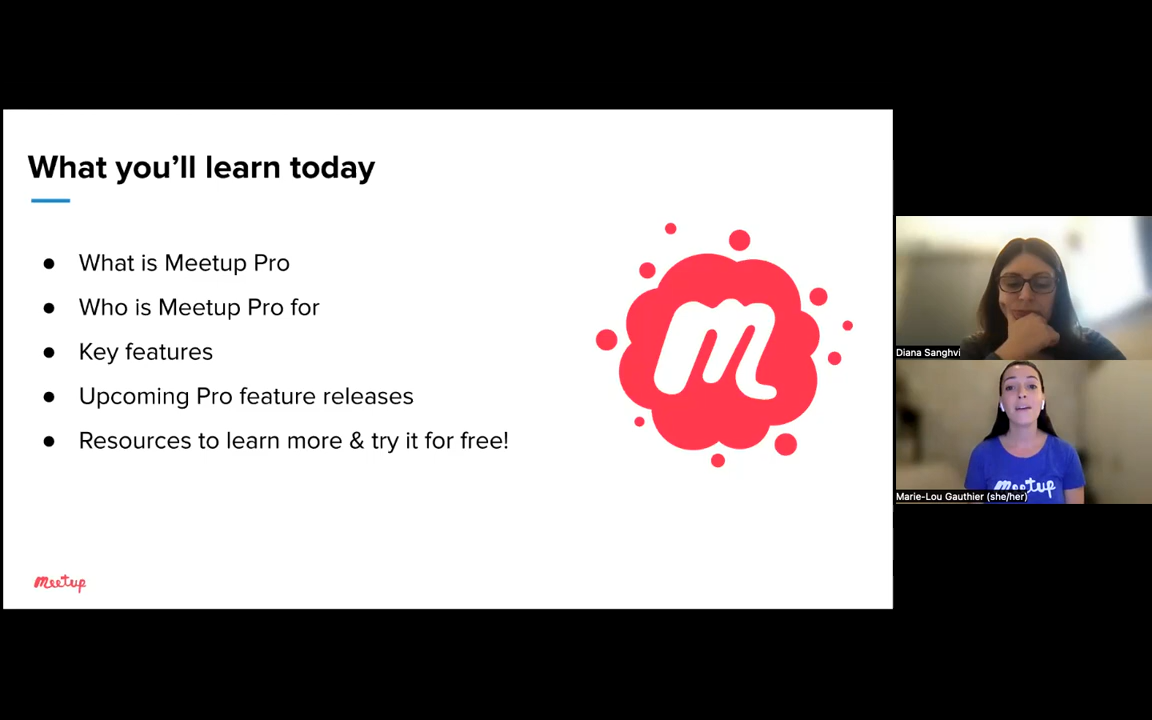 What you’ll learn today
● What is Meetup Pro
● Who is Meetup Pro for
● Key features
● Upcoming Pro feature releases
● Resources to learn more & try it for free!
m
meetup
Diana Sanghvi
meetup
Marie-Lou Gauthier (she/her)